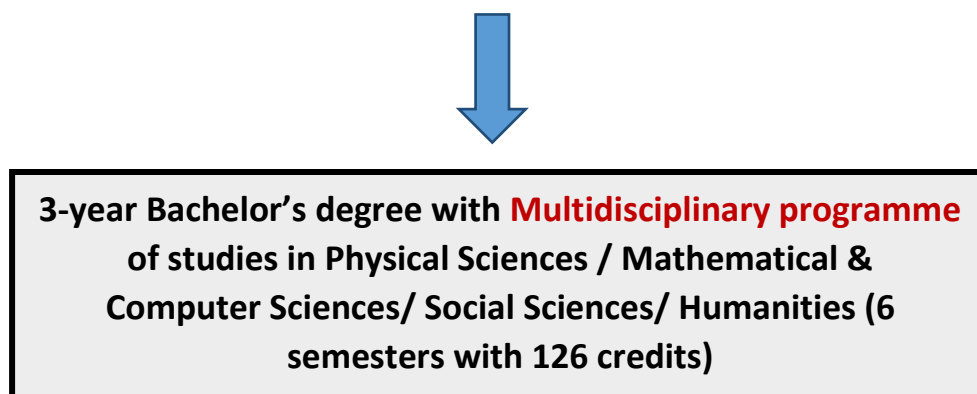 3-year Bachelor’s degree with Multidisciplinary programme
of studies in Physical Sciences / Mathematical &
Computer Sciences/ Social Sciences/ Humanities (6
semesters with 126 credits)